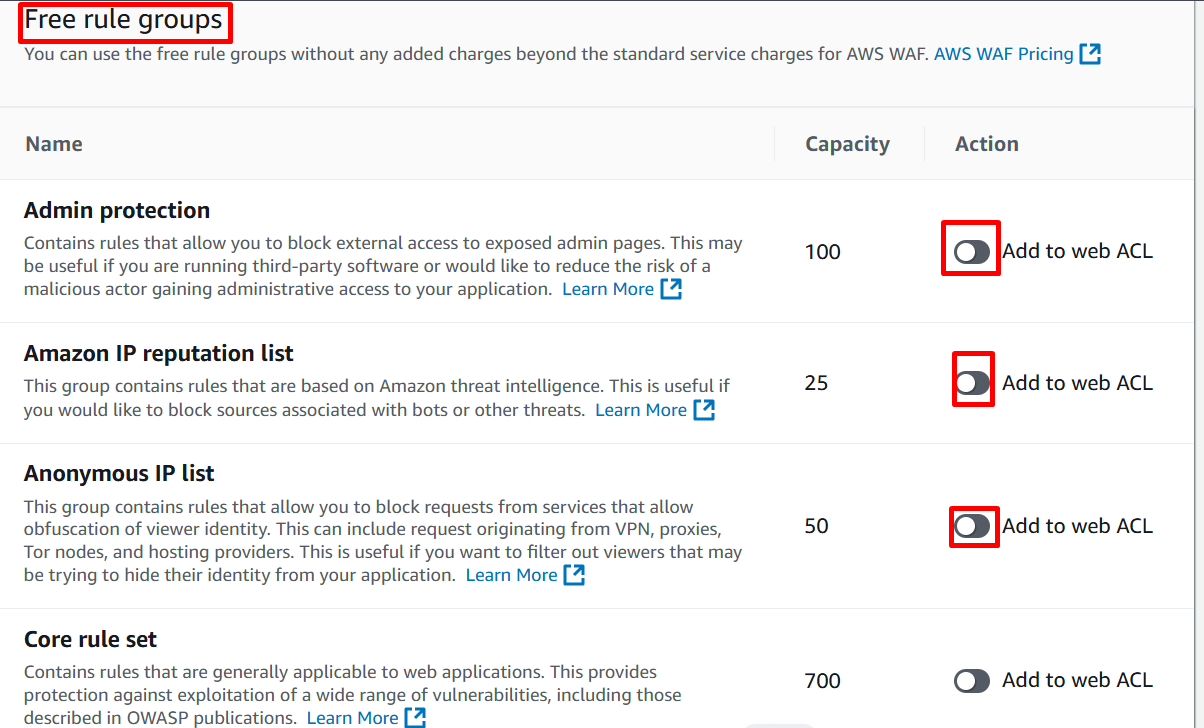 Free rule groups
You can use the free rule groups without any added charges beyond the standard service charges for AWS WAF. AWS WAF Pricing
Name Capacity Action
Admin protection
Contains rules that allow you to block external access to exposed admin pages. This may
be useful if you are running third-party software or would like to reduce the risk of a
malicious actor gaining administrative access to your application. Learn More
100 Add to web ACL
Amazon IP reputation list
This group contains rules that are based on Amazon threat intelligence. This is useful if
you would like to block sources associated with bots or other threats. Learn More
25 Add to web ACL
Anonymous IP list
This group contains rules that allow you to block requests from services that allow
obfuscation of viewer identity. This can include request originating from VPN, proxies,
Tor nodes, and hosting providers. This is useful if you want to filter out viewers that may
be trying to hide their identity from your application. Learn More
50 Add to web ACL
Core rule set
Contains rules that are generally applicable to web applications. This provides
protection against exploitation of a wide range of vulnerabilities, including those
described in OWASP publications. Learn More
700 Add to web ACL